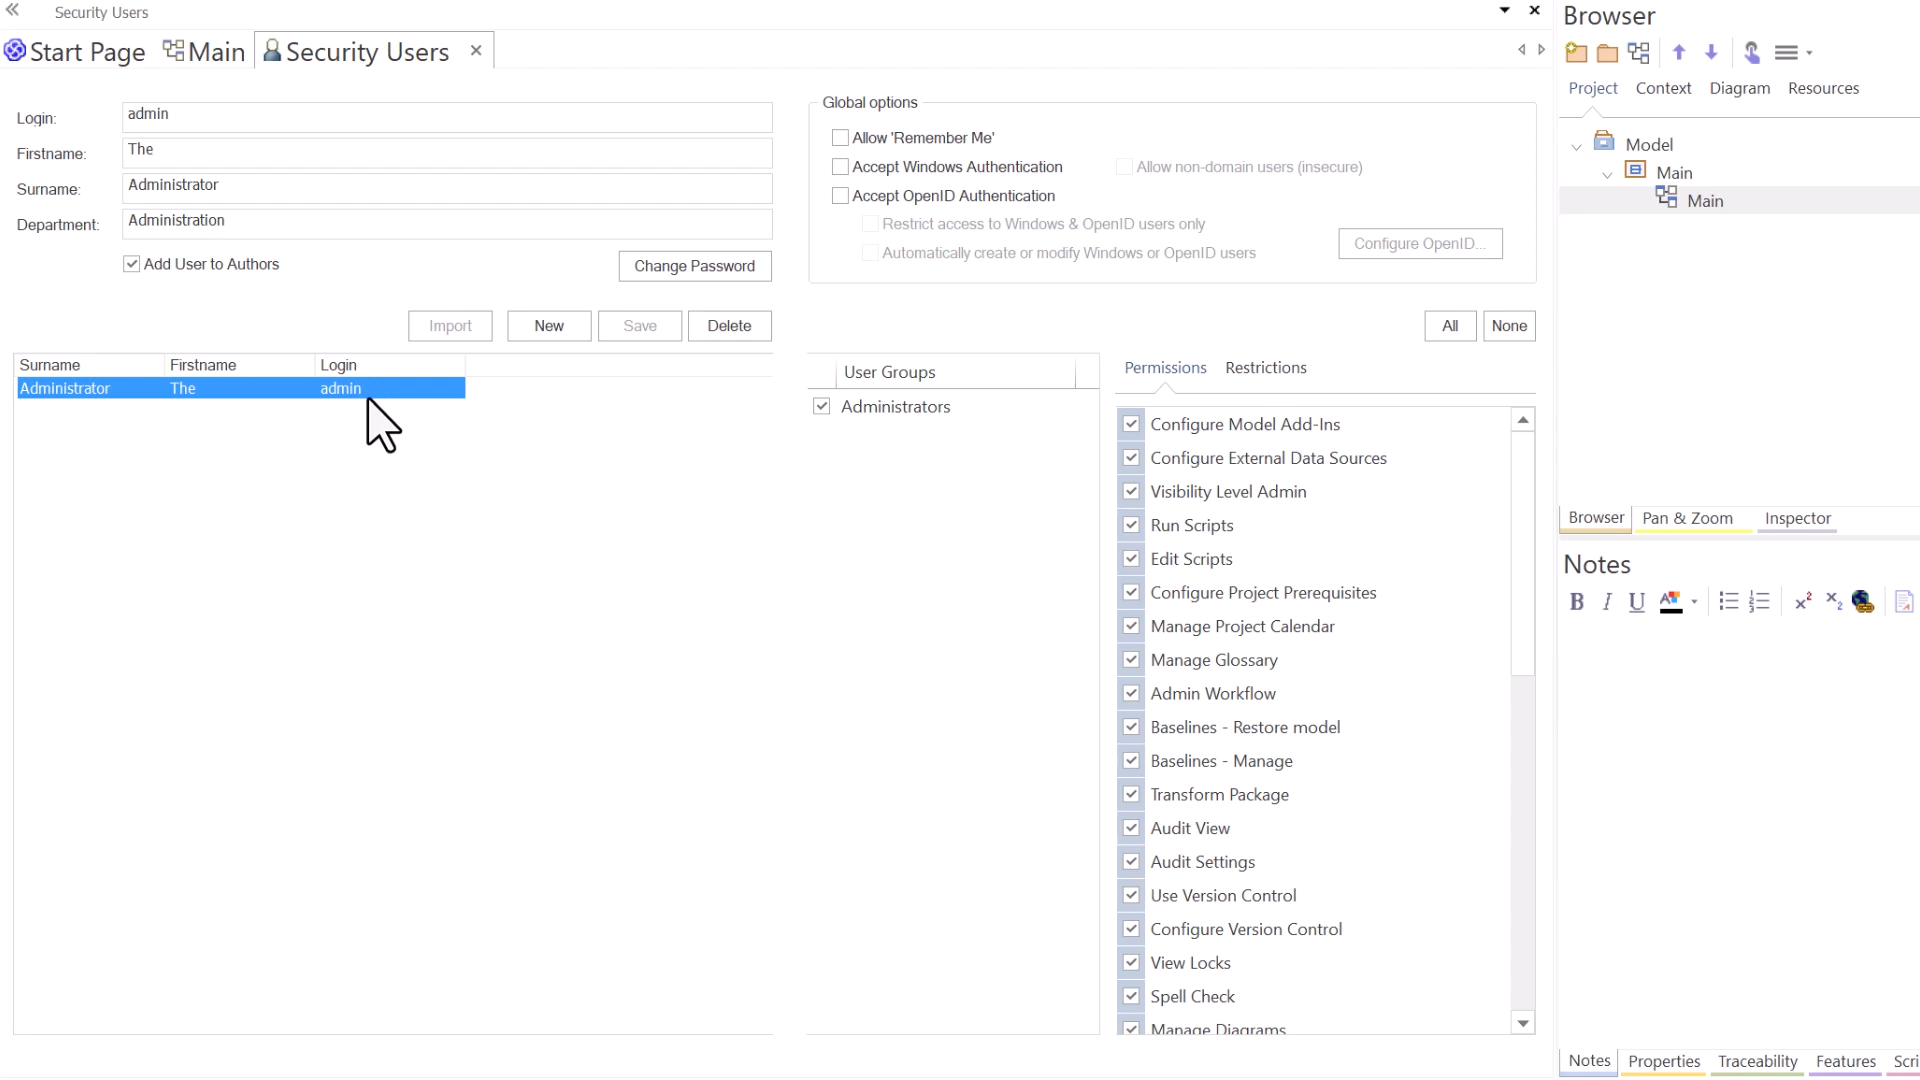 Security Users
Start Page
Main
Security Users
Login:
admin
Firstname:
The
Surname:
Administrator
Department:
Administration
Add User to Authors
Change Password
Import
New
Save
Delete
Surname Firstname Login
Administrator The admin
Global options
Allow 'Remember Me'
Accept Windows Authentication
Allow non-domain users (insecure)
Accept OpenID Authentication
Restrict access to Windows & OpenID users only
Automatically create or modify Windows or OpenID users
Configure OpenID...
All
None
User Groups
Administrators
Permissions
Restrictions
Configure Model Add-Ins
Configure External Data Sources
Visibility Level Admin
Run Scripts
Edit Scripts
Configure Project Prerequisites
Manage Project Calendar
Manage Glossary
Admin Workflow
Baselines - Restore model
Baselines - Manage
Transform Package
Audit View
Audit Settings
Use Version Control
Configure Version Control
View Locks
Spell Check
Manage Diagrams
Browser
Project Context Diagram Resources
Model
Main
Main
Browser Pan & Zoom Inspector
Notes
Notes Properties Traceability Features Scri